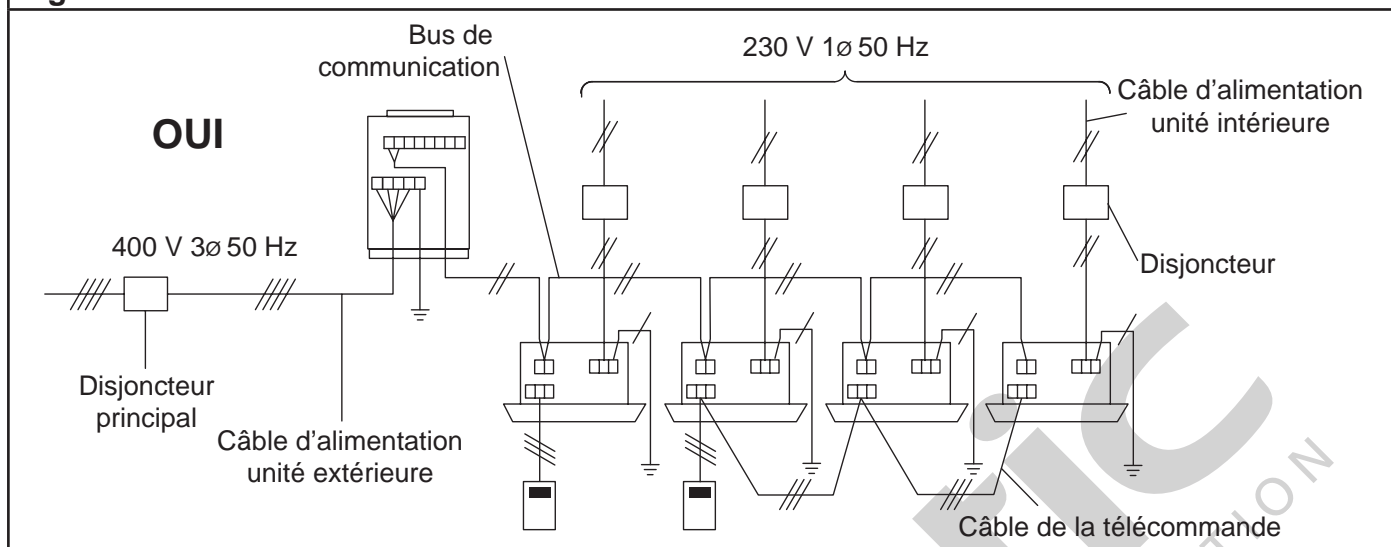 Bus de
communication
230 V 1ø 50 Hz
Câble d'alimentation
unité intérieure
OUI
400 V 3ø 50 Hz
Disjoncteur
Disjoncteur
principal
Câble d'alimentation
unité extérieure
Câble de la télécommande